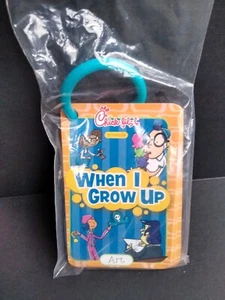 Chick-fil-A
When I
Grow Up
Art